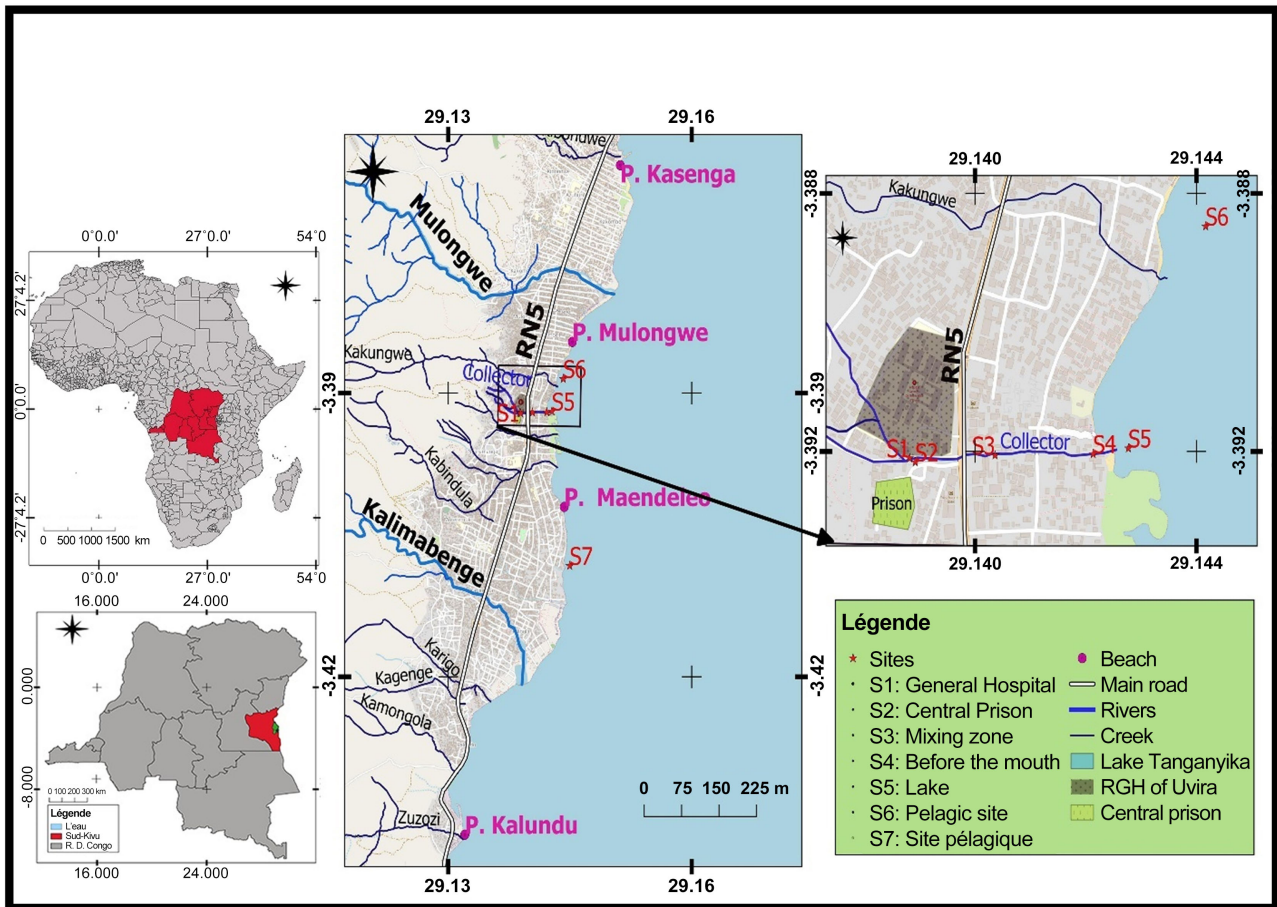 0°0.0' 27°0.0' 54°0
27°4.2'
0°0.0'
-27°4.2'
0 500 1000 1500 km
0°0.0' 27°0.0' 54°0
16.000 24.000
0.000
-8.000
0 100 200 300 km
Légende
L'eau
Sud-Kivu
R. D. Congo
16.000 24.000
29.13 29.16
P. Kasenga
Mulongwe
RN5
P. Mulongwe
Kakungwe
Collector
S6
-3.39 -3.39
S1 S5
Kabindula
P. Maendeleo
Kalimabenge
S7
Karigo
Kagenge
-3.42 -3.42
Kamongola
0 75 150 225 m
Zuzozi
P. Kalundu
29.13 29.16
29.140 29.144
-3.388 -3.388
Kakungwe
S6
RN5
S1 S2 S3 Collector S4 S5
-3.392
Prison
29.140 29.144
Légende
Sites
S1: General Hospital
S2: Central Prison
S3: Mixing zone
S4: Before the mouth
S5: Lake
S6: Pelagic site
S7: Site pélagique
Beach
Main road
Rivers
Creek
Lake Tanganyika
RGH of Uvira
Central prison